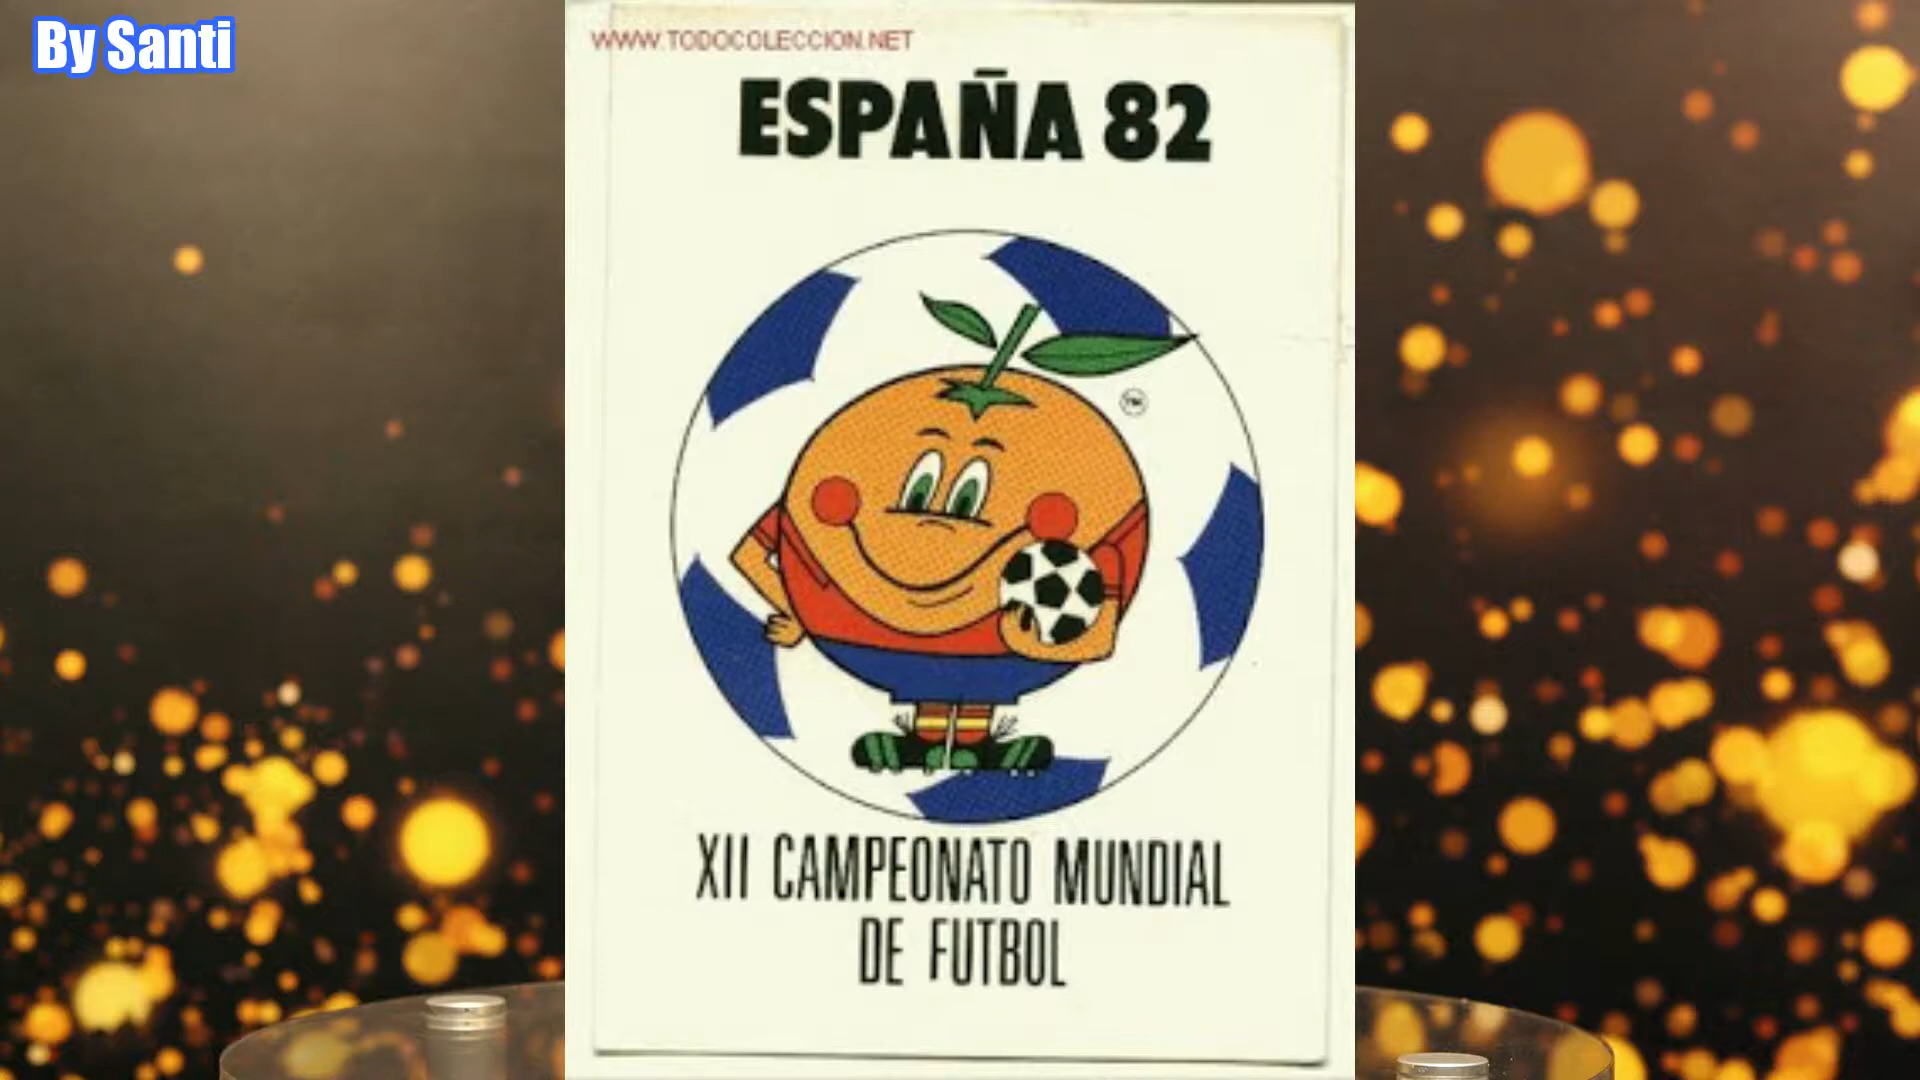 By Santi
WWW.TODOCOLECCION.NET
ESPAÑA 82
XII CAMPEONATO MUNDIAL
DE FUTBOL